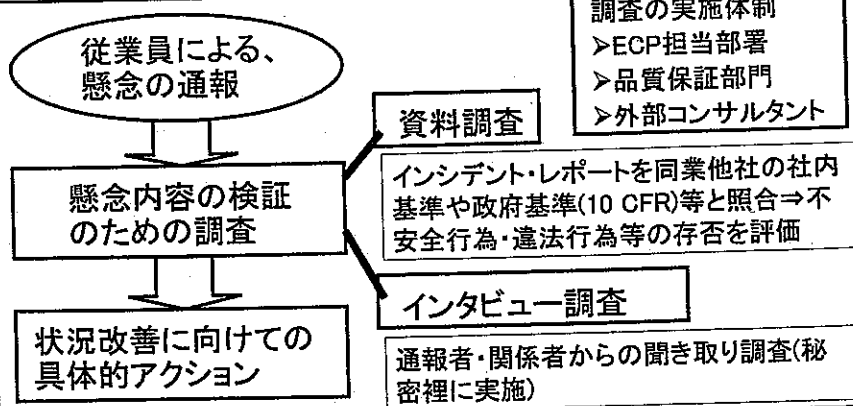 従業員による、
懸念の通報
調査の実施体制
➢ECP担当部署
➢品質保証部門
➢外部コンサルタント
資料調査
インシデント・レポートを同業他社の社内
基準や政府基準(10 CFR)等と照合⇒不
安全行為・違法行為等の存否を評価
懸念内容の検証
のための調査
インタビュー調査
通報者・関係者からの聞き取り調査(秘
密裡に実施)
状況改善に向けての
具体的アクション